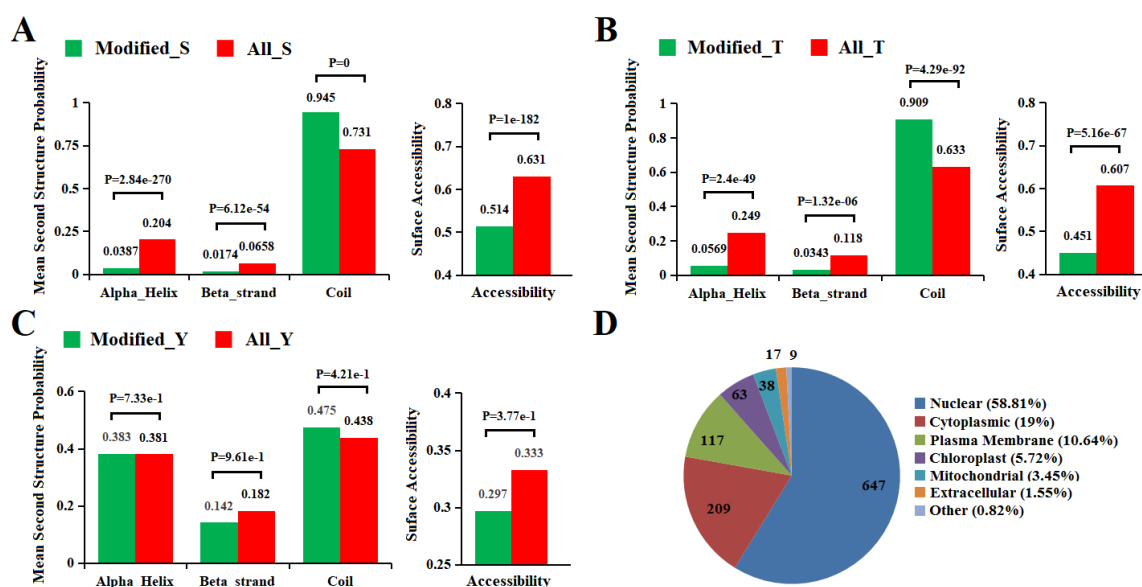 A
Modified_S All_S
P=0
0.945
0.731
P=2.84e-270
0.204
0.0387
P=6.12e-54
0.0658
0.0174
Mean Second Structure Probability
1
0.75
0.5
0.25
0
Alpha_Helix Beta_strand Coil
Suface Accessibility
0.8
0.7
0.6
0.5
0.4
P=1e-182
0.631
0.514
Accessibility
B
Modified_T All_T
P=4.29e-92
0.909
0.633
P=2.4e-49
0.249
0.0569
P=1.32e-06
0.118
0.0343
Mean Second Structure Probability
1
0.8
0.6
0.4
0.2
0
Alpha_Helix Beta_strand Coil
Suface Accessibility
0.8
0.7
0.6
0.5
0.4
P=5.16e-67
0.607
0.451
Accessibility
C
Modified_Y All_Y
P=4.21e-1
0.475
0.438
P=7.33e-1
0.383
0.381
P=9.61e-1
0.182
0.142
Mean Second Structure Probability
0.6
0.4
0.2
0
Alpha_Helix Beta_strand Coil
Suface Accessibility
0.4
0.35
0.3
0.25
P=3.77e-1
0.333
0.297
Accessibility
D
17 9
38
63
117
209
647
Nuclear (58.81%)
Cytoplasmic (19%)
Plasma Membrane (10.64%)
Chloroplast (5.72%)
Mitochondrial (3.45%)
Extracellular (1.55%)
Other (0.82%)